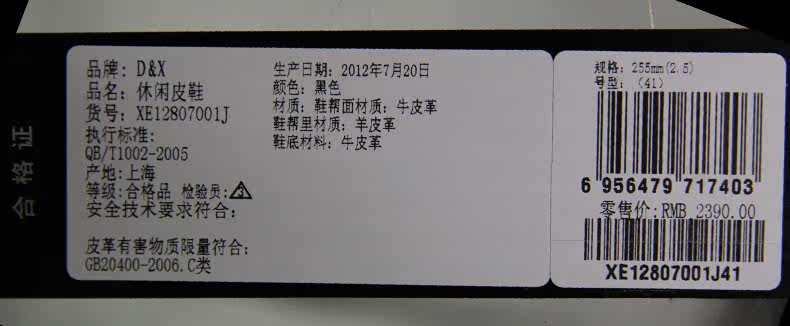 合格证
品牌: D&X
品名: 休闲皮鞋
货号: XE12807001J
执行标准:
QB/T1002-2005
产地:上海
等级:合格品 检验员:3
安全技术要求符合:
皮革有害物质限量符合:
GB20400-2006.C类
生产日期: 2012年7月20日
颜色: 黑色
材质: 鞋帮面材质: 牛皮革
鞋帮里材质: 羊皮革
鞋底材料: 牛皮革
规格: 255mm(2.5)
号型: (41)
6 956479 717403
零售价:RMB 2390.00
XE12807001J41